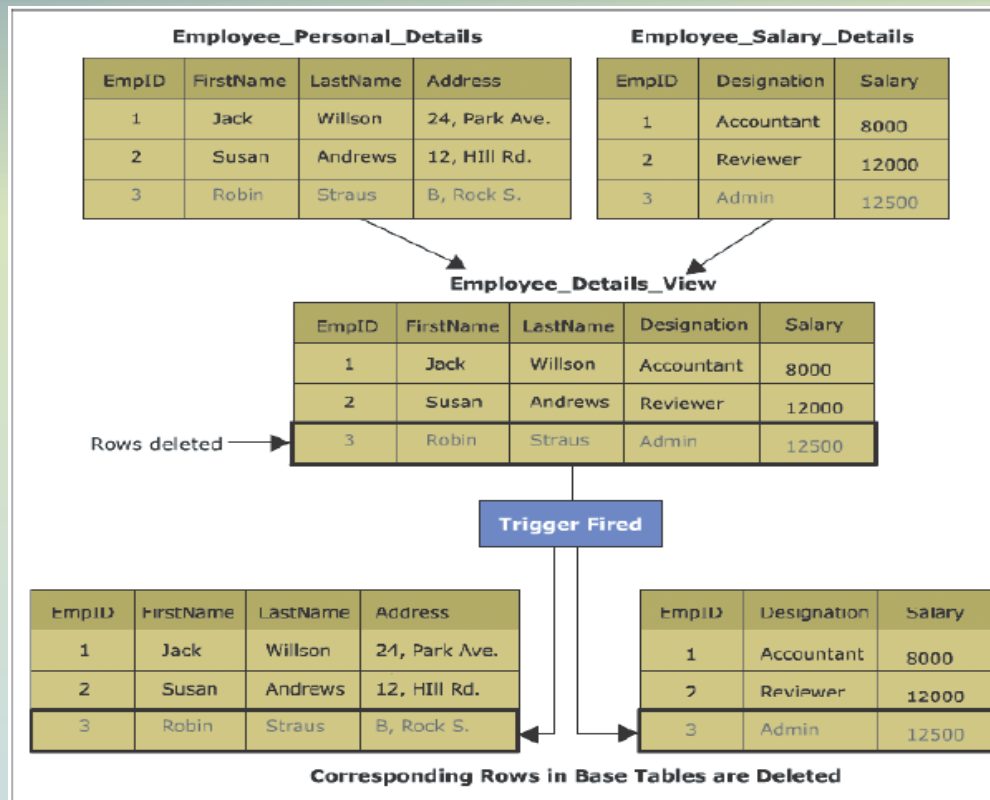 Employee_Personal_Details
EmpID FirstName LastName Address
1 Jack Willson 24, Park Ave.
2 Susan Andrews 12, HIll Rd.
3 Robin Straus B, Rock S.
Employee_Salary_Details
EmpID Designation Salary
1 Accountant 8000
2 Reviewer 12000
3 Admin 12500
Employee_Details_View
EmpID FirstName LastName Designation Salary
1 Jack Willson Accountant 8000
2 Susan Andrews Reviewer 12000
Rows deleted
3 Robin Straus Admin 12500
Trigger Fired
EmpID FirstName LastName Address
1 Jack Willson 24, Park Ave.
2 Susan Andrews 12, HIll Rd.
3 Robin Straus B, Rock S.
EmpID Designation Salary
1 Accountant 8000
2 Reviewer 12000
3 Admin 12500
Corresponding Rows in Base Tables are Deleted